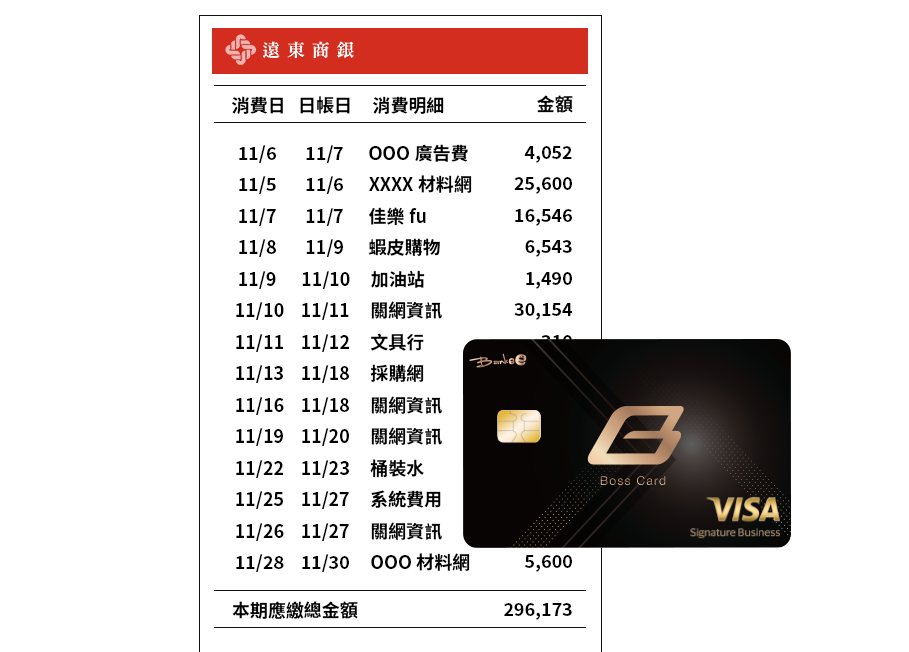 遠東商銀
消費日 日帳日 消費明細 金額
11/6 11/7 OOO 廣告費 4,052
11/5 11/6 XXXX 材料網 25,600
11/7 11/7 佳樂 fu 16,546
11/8 11/9 蝦皮購物 6,543
11/9 11/10 加油站 1,490
11/10 11/11 關網資訊 30,154
11/11 11/12 文具行
11/13 11/18 採購網
11/16 11/18 關網資訊
11/19 11/20 關網資訊
11/22 11/23 桶裝水
11/25 11/27 系統費用
11/26 11/27 關網資訊
11/28 11/30 OOO 材料網 5,600
本期應繳總金額 296,173
Bankee
Boss Card
VISA
Signature Business